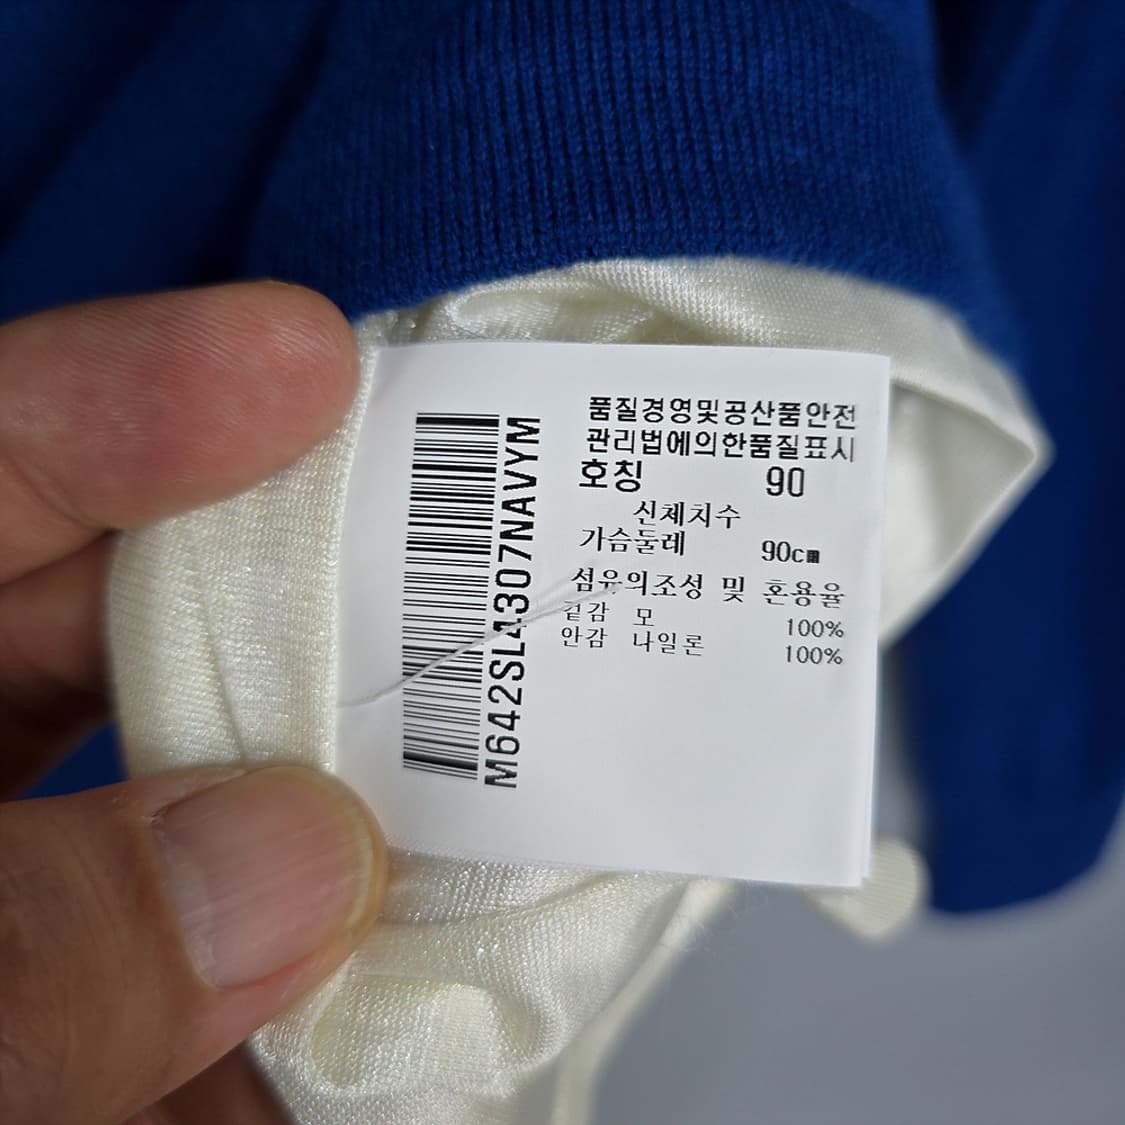 품질경영및공산품안전
관리법에의한품질표시
호칭 90
신체치수
가슴둘레 90cm
섬유의조성 및 혼용율
겉감 모 100%
안감 나일론 100%
M642SL4307NAVYM